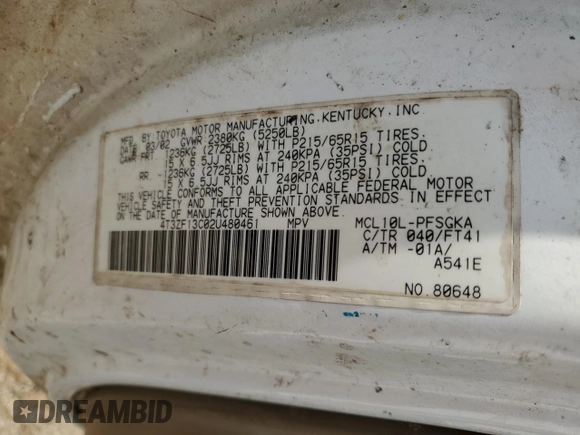 MFD. BY: TOYOTA MOTOR MANUFACTURING, KENTUCKY, INC
03/02 GVWR 2380KG (5250LB)
GAWR FRT. 1236KG (2725LB) WITH P215/65R15 TIRES.
15 X 6.5JJ RIMS AT 240KPA (35PSI) COLD.
RR -1236KG (2725LB) WITH P215/65R15 TIRES.
15 X 6.5JJ RIMS AT 240KPA (35PSI) COLD.
THIS VEHICLE CONFORMS TO ALL APPLICABLE FEDERAL MOTOR
VEHICLE SAFETY AND THEFT PREVENTION STANDARDS IN EFFECT
ON THE DATE OF MANUFACTURE SHOWN ABOVE.
4T3ZF13C02U480461 MPV MCL10L-PFSGKA
C/TR 040/FT41
A/TM -01A/
A541E
NO. 80648
DREAMBID